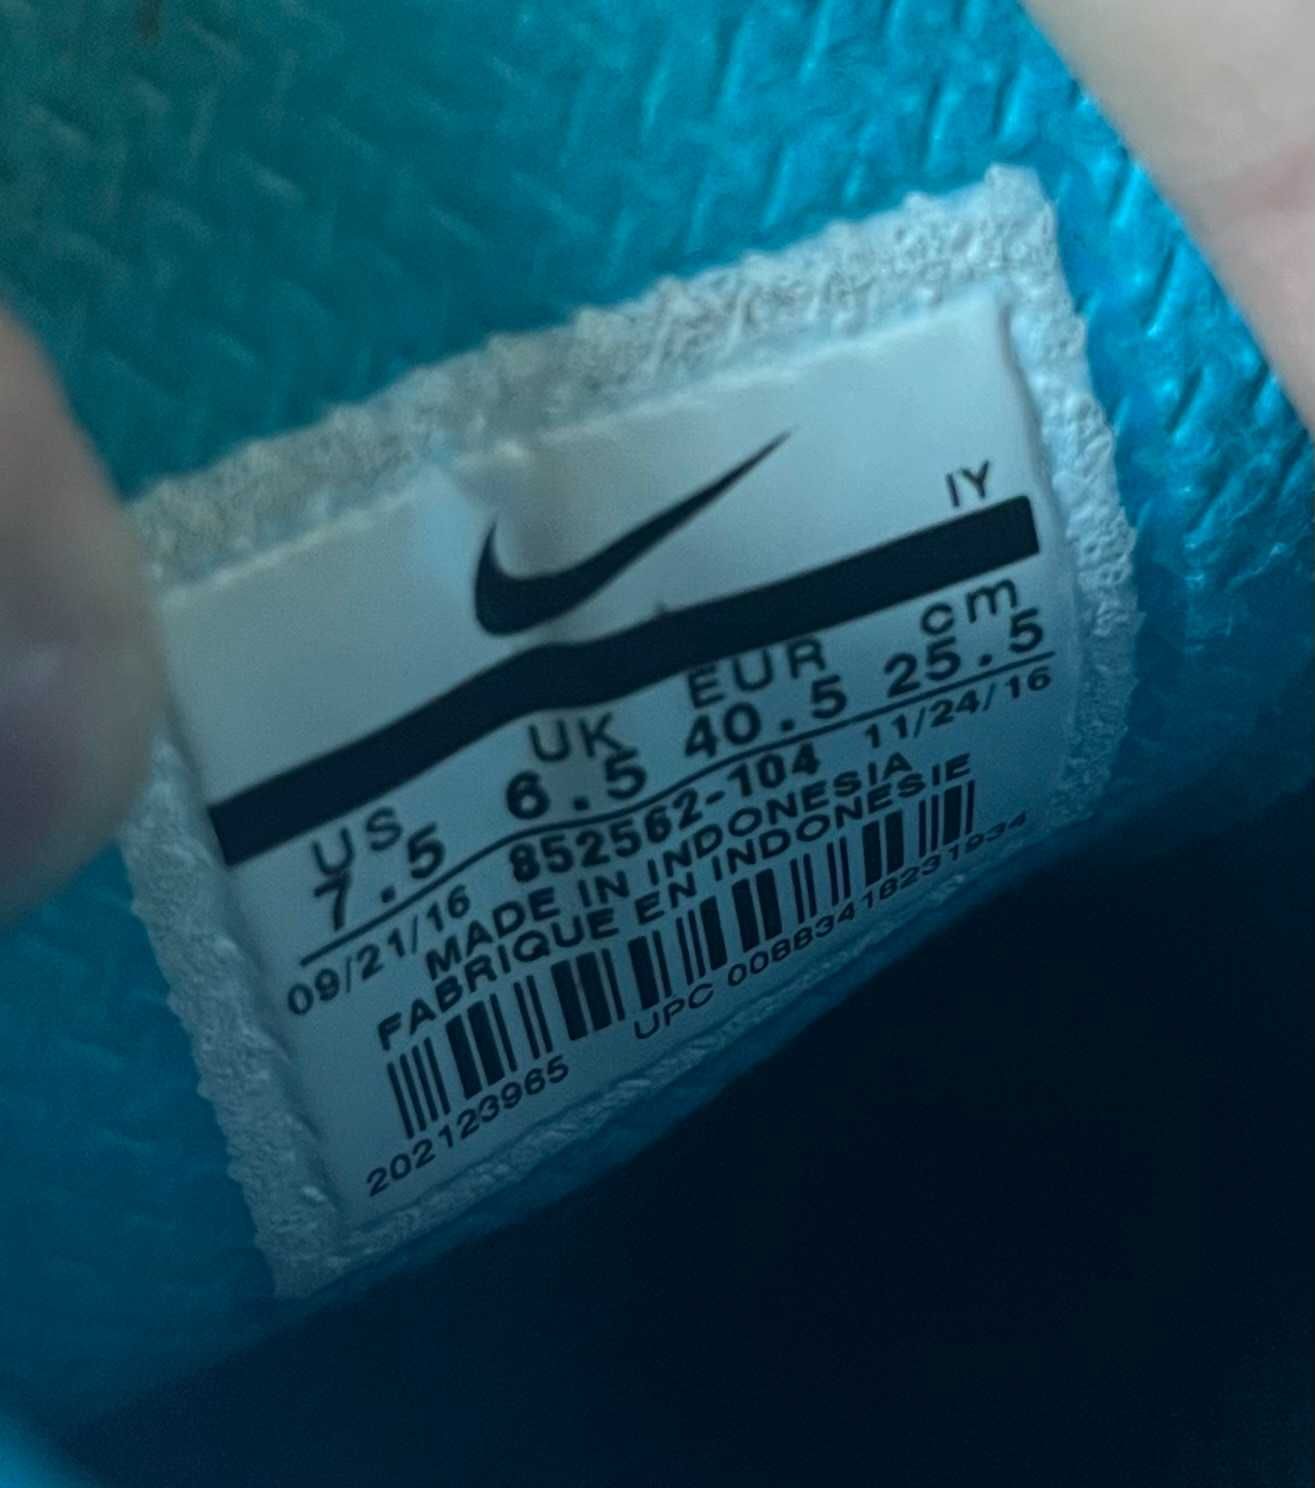 IY
US UK EUR cm
7.5 6.5 40.5 25.5
09/21/16 852562-104 11/24/16
MADE IN INDONESIA
FABRIQUE EN INDONESIE
202123965 UPC 00883418231934